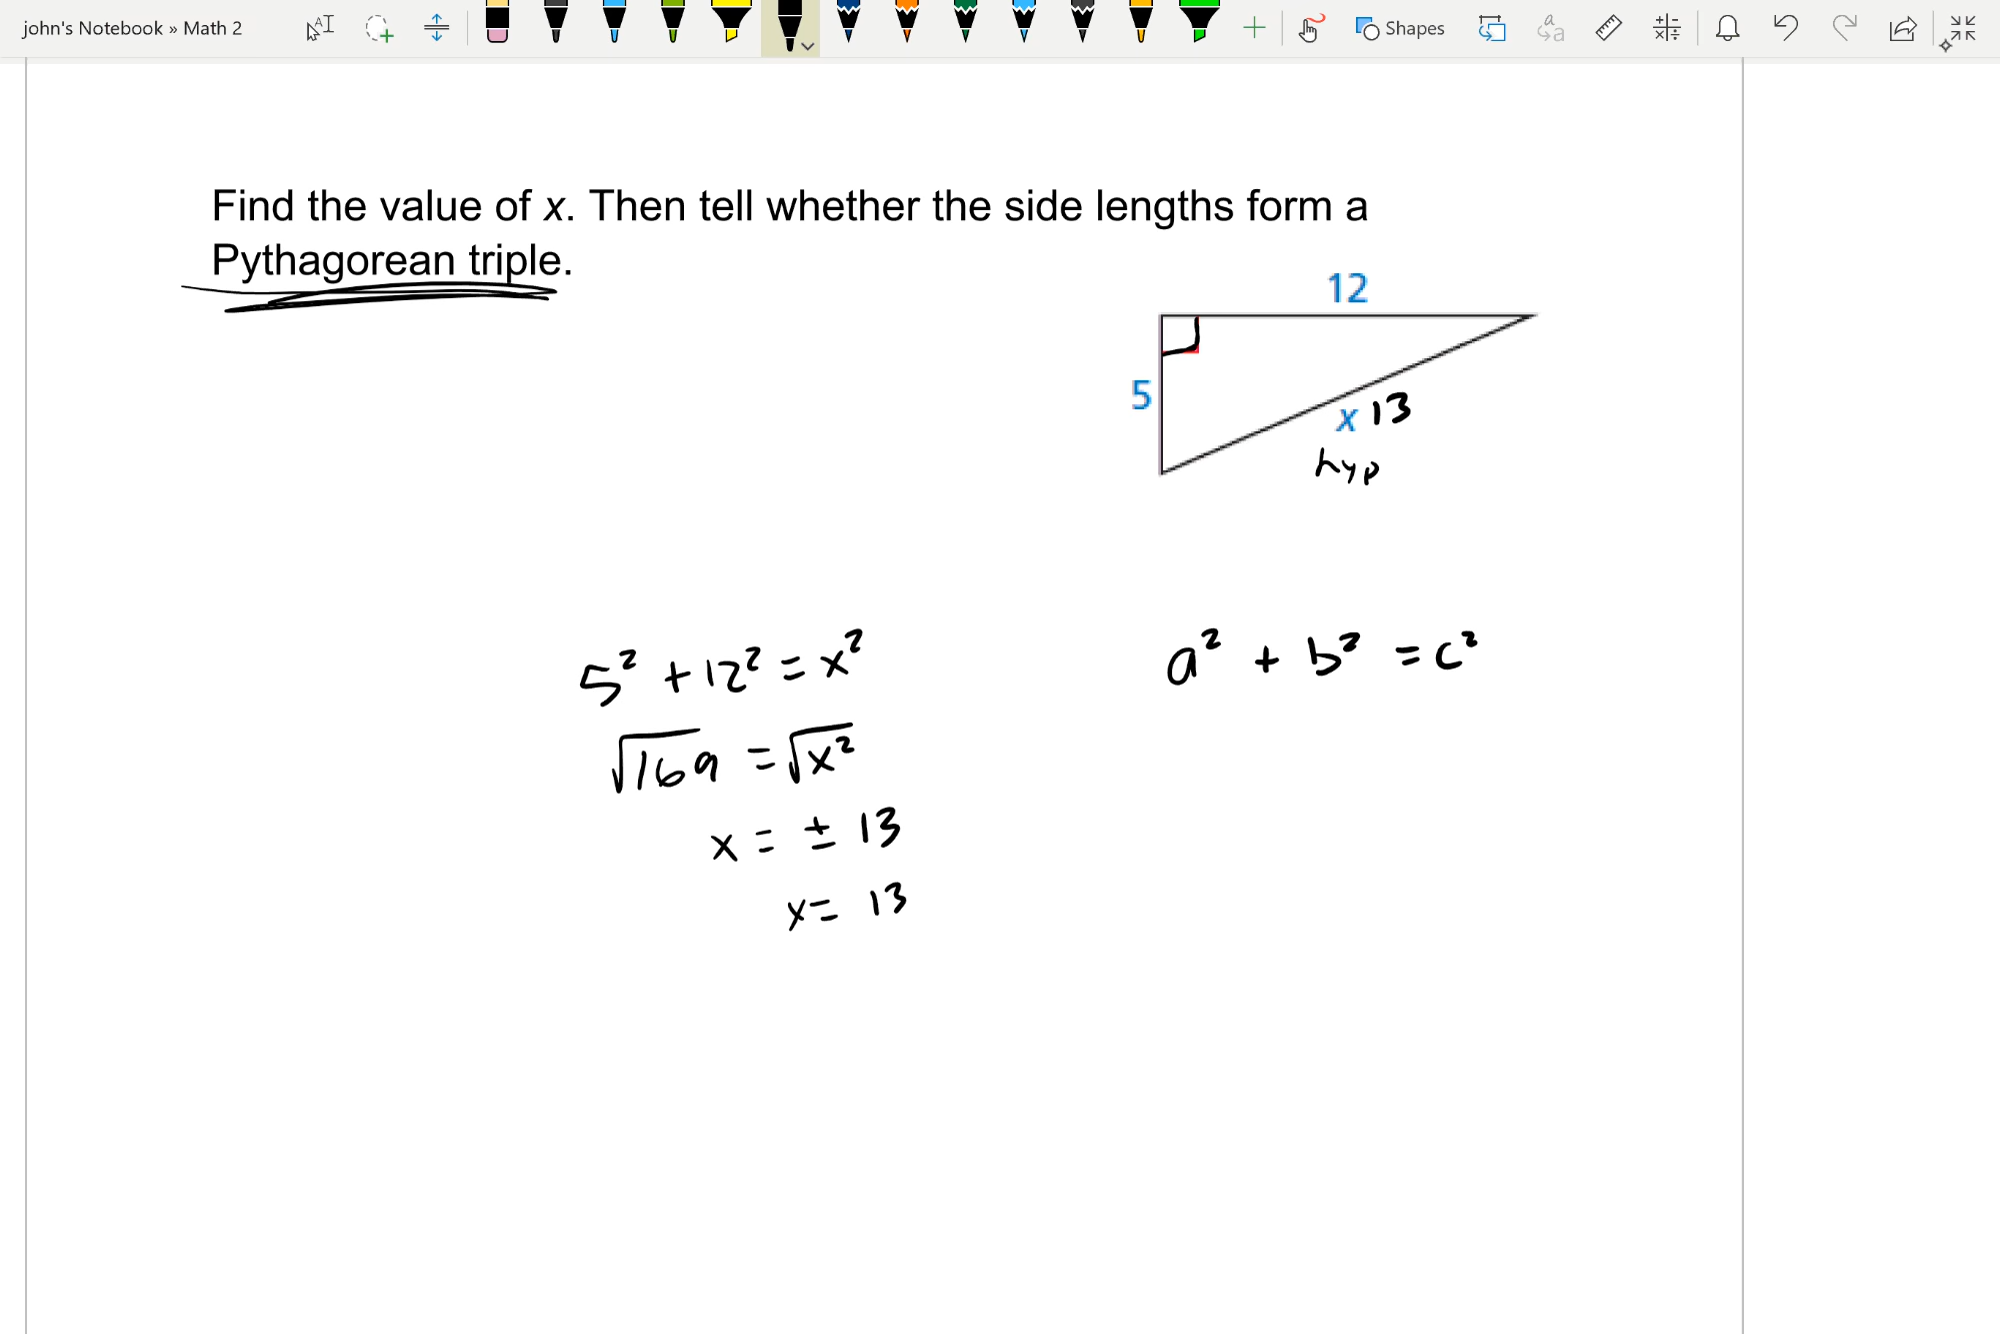 john's Notebook » Math 2
Shapes
Find the value of x. Then tell whether the side lengths form a
Pythagorean triple.
12
5
x 13
hyp
5² + 12² = x²
a² + b² = c²
√169 = √x²
x = ± 13
x = 13